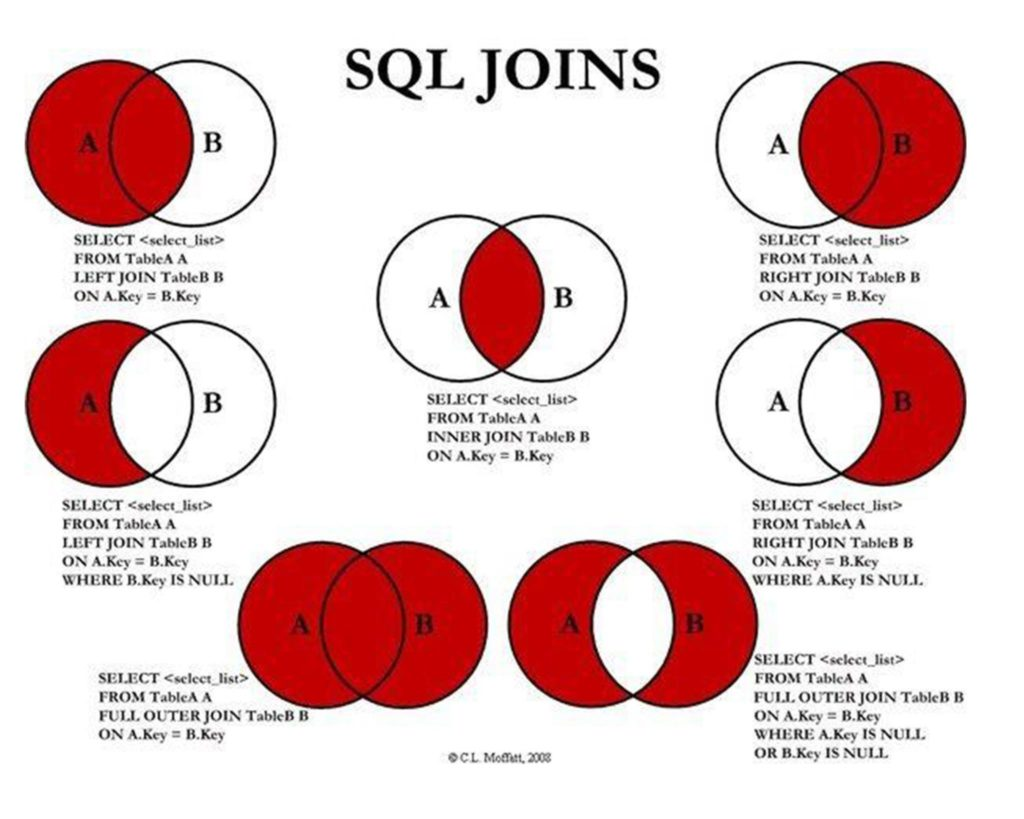 SQL JOINS
A B
SELECT <select_list>
FROM TableA A
LEFT JOIN TableB B
ON A.Key = B.Key
A B
SELECT <select_list>
FROM TableA A
RIGHT JOIN TableB B
ON A.Key = B.Key
A B
SELECT <select_list>
FROM TableA A
INNER JOIN TableB B
ON A.Key = B.Key
A B
SELECT <select_list>
FROM TableA A
LEFT JOIN TableB B
ON A.Key = B.Key
WHERE B.Key IS NULL
A B
SELECT <select_list>
FROM TableA A
RIGHT JOIN TableB B
ON A.Key = B.Key
WHERE A.Key IS NULL
A B
SELECT <select_list>
FROM TableA A
FULL OUTER JOIN TableB B
ON A.Key = B.Key
A B
SELECT <select_list>
FROM TableA A
FULL OUTER JOIN TableB B
ON A.Key = B.Key
WHERE A.Key IS NULL
OR B.Key IS NULL
© C.L. Moffatt, 2008